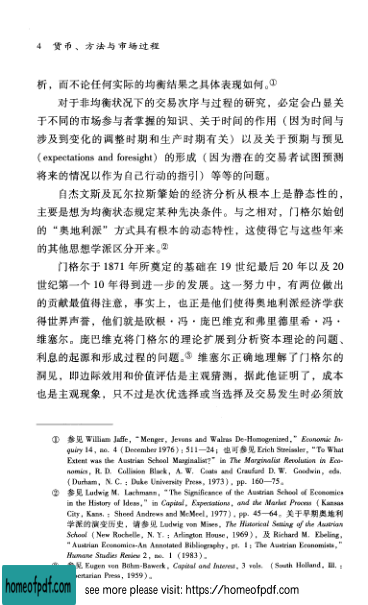 4 货币、方法与市场过程
析，而不论任何实际的均衡结果之具体表现如何。①
对于非均衡状况下的交易次序与过程的研究，必定会凸显关
于不同的市场参与者掌握的知识、关于时间的作用（因为时间与
涉及到变化的调整时期和生产时期有关）以及关于预期与预见
(expectations and foresight) 的形成（因为潜在的交易者试图预测
将来的情况以作为自己行动的指引）等等的问题。
自杰文斯及瓦尔拉斯肇始的经济分析从根本上是静态的，
主要是想为均衡状态规定某种先决条件。与之相对，门格尔始创
的“奥地利派”方式具有根本的动态特性，这使得它与这些年来
的其他思想学派区分开来。②
门格尔于 1871 年所奠定的基础在 19 世纪最后 20 年以及 20
世纪第一个 10 年得到进一步的发展。这一努力中，有两位做出
的贡献最值得注意，事实上，也正是他们使得奥地利派经济学获
得世界声誉，他们就是欧根·冯·庞巴维克和弗里德里希·冯·
维塞尔。庞巴维克将门格尔的理论扩展到分析资本理论的问题、
利息的起源和形成过程的问题。③ 维塞尔正确地理解了门格尔的
洞见，即边际效用和价值评估是主观猜测，据此他证明了，成本
也是主观现象，只不过是次优选择或当选择及交易发生时必须放
① 参见 William Jaffe, “Menger, Jevons and Walras De-Homogenized,” Economic In-
quiry 14, no. 4 (December 1976): 511—24；也可参见 Erich Streissler, “To What
Extent was the Austrian School Marginalist?” in The Marginalist Revolution in Eco-
nomics, R. D. Collision Black, A. W. Coats and Craufurd D. W. Goodwin, eds.
(Durham, N. C.: Duke University Press, 1973), pp. 160—75。
② 参见 Ludwig M. Lachmann, “The Significance of the Austrian School of Economics
in the History of Ideas,” in Capital, Expectations, and the Market Process (Kansas
City, Kans.: Sheed Andrews and McMeel, 1977), pp. 45—64。关于早期奥地利
学派的演变历史，请参见 Ludwig von Mises, The Historical Setting of the Austrian
School (New Rochelle, N. Y.: Arlington House, 1969)，及 Richard M. Ebeling,
“Austrian Economics-An Annotated Bibliography, pt. 1; The Austrian Economists,”
Humane Studies Review 2, no. 1 (1983)。
参见 Eugen von Böhm-Bawerk, Capital and Interest, 3 vols. (South Holland, Ill.:
bertarian Press, 1959)。
homeofpdf.com
see more please visit: https://homeofpdf.com